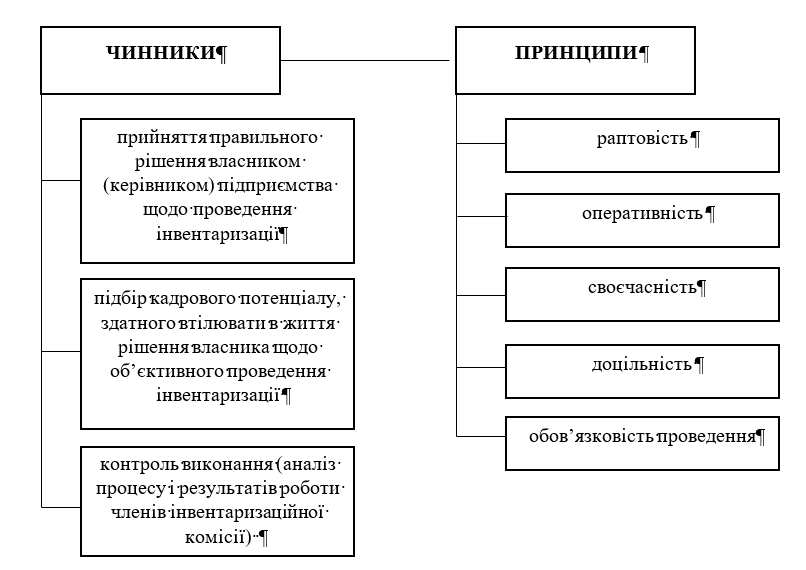 ЧИННИКИ¶
прийняття правильного·
рішення власником·
(керівником) підприємства·
щодо·проведення·
інвентаризації¶
підбір кадрового·потенціалу,·
здатного втілювати в життя·
рішення власника щодо·
об’єктивного проведення·
інвентаризації¶
контроль виконання (аналіз·
процесу і результатів роботи·
членів інвентаризаційної·
комісії)··¶
ПРИНЦИПИ¶
раптовість¶
оперативність¶
своєчасність¶
доцільність¶
обов’язковість проведення¶